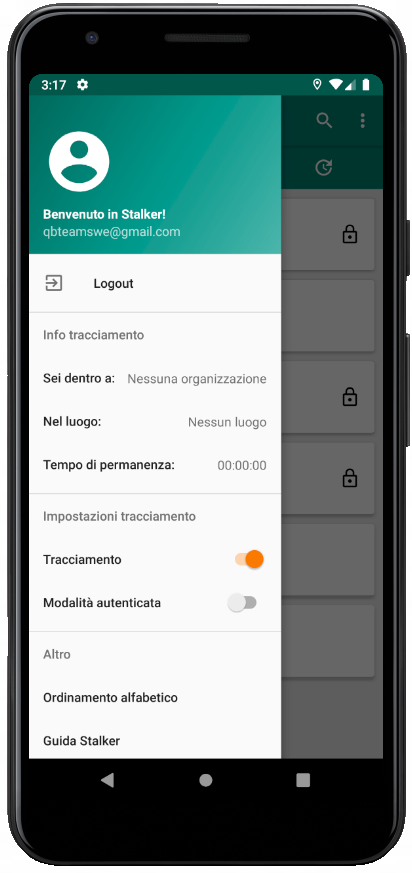 3:17
Benvenuto in Stalker!
qbteamswe@gmail.com
Logout
Info tracciamento
Sei dentro a: Nessuna organizzazione
Nel luogo: Nessun luogo
Tempo di permanenza: 00:00:00
Impostazioni tracciamento
Tracciamento
Modalità autenticata
Altro
Ordinamento alfabetico
Guida Stalker